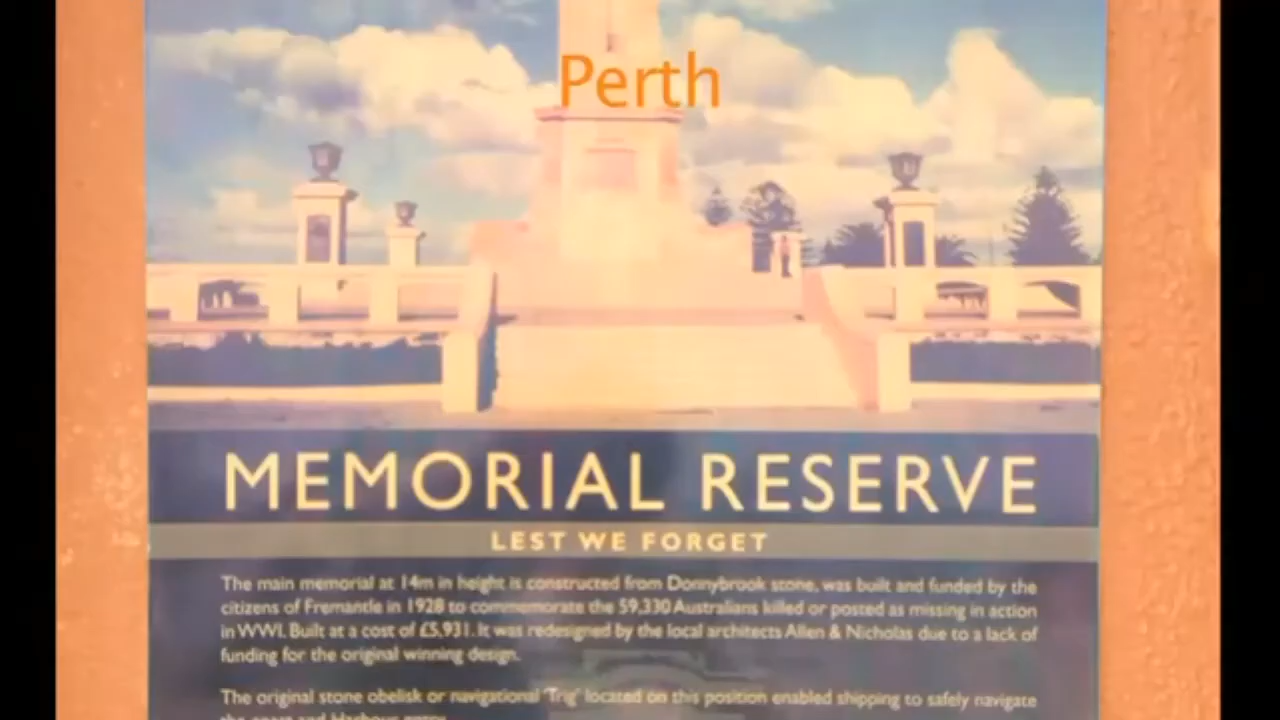 Perth
MEMORIAL RESERVE
LEST WE FORGET
The main memorial at 14m in height is constructed from Donnybrook stone, was built and funded by the
citizens of Fremantle in 1928 to commemorate the 59,330 Australians killed or posted as missing in action
in WWI. Built at a cost of £5,931. It was redesigned by the local architects Allen & Nicholas due to a lack of
funding for the original winning design.
The original stone obelisk or navigational 'Trig' located on this position enabled shipping to safely navigate